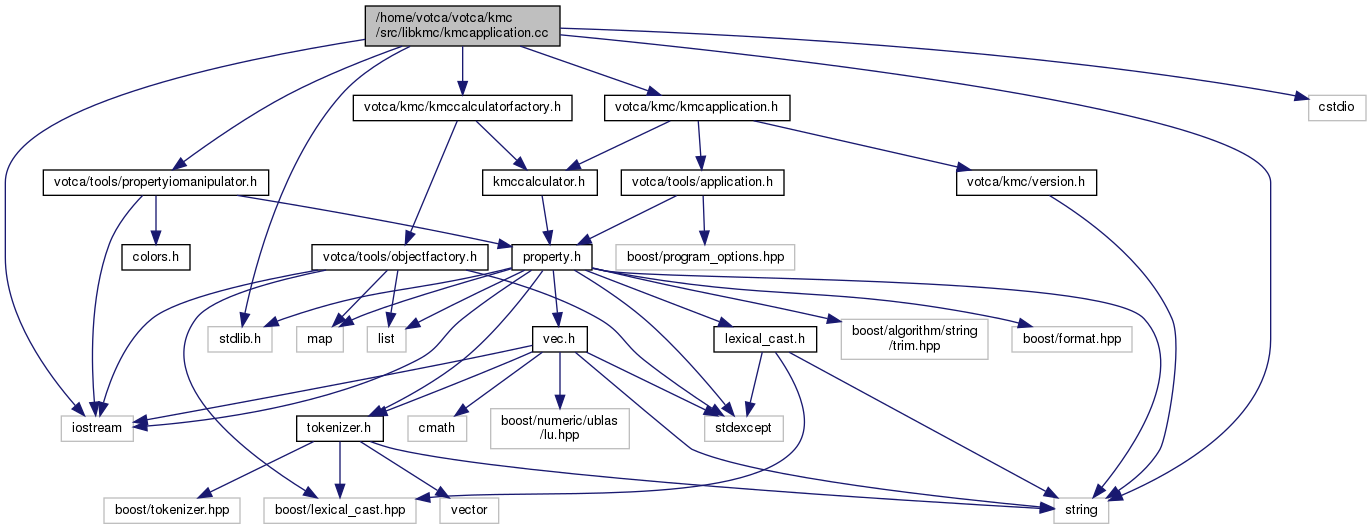 /home/votca/votca/kmc
/src/libkmc/kmcapplication.cc
votca/kmc/kmccalculatorfactory.h
votca/kmc/kmcapplication.h
cstdio
votca/tools/propertyiomanipulator.h
kmccalculator.h
votca/tools/application.h
votca/kmc/version.h
colors.h
votca/tools/objectfactory.h
property.h
boost/program_options.hpp
stdlib.h
map
list
vec.h
lexical_cast.h
boost/algorithm/string
/trim.hpp
boost/format.hpp
iostream
tokenizer.h
cmath
boost/numeric/ublas
/lu.hpp
stdexcept
boost/tokenizer.hpp
boost/lexical_cast.hpp
vector
string